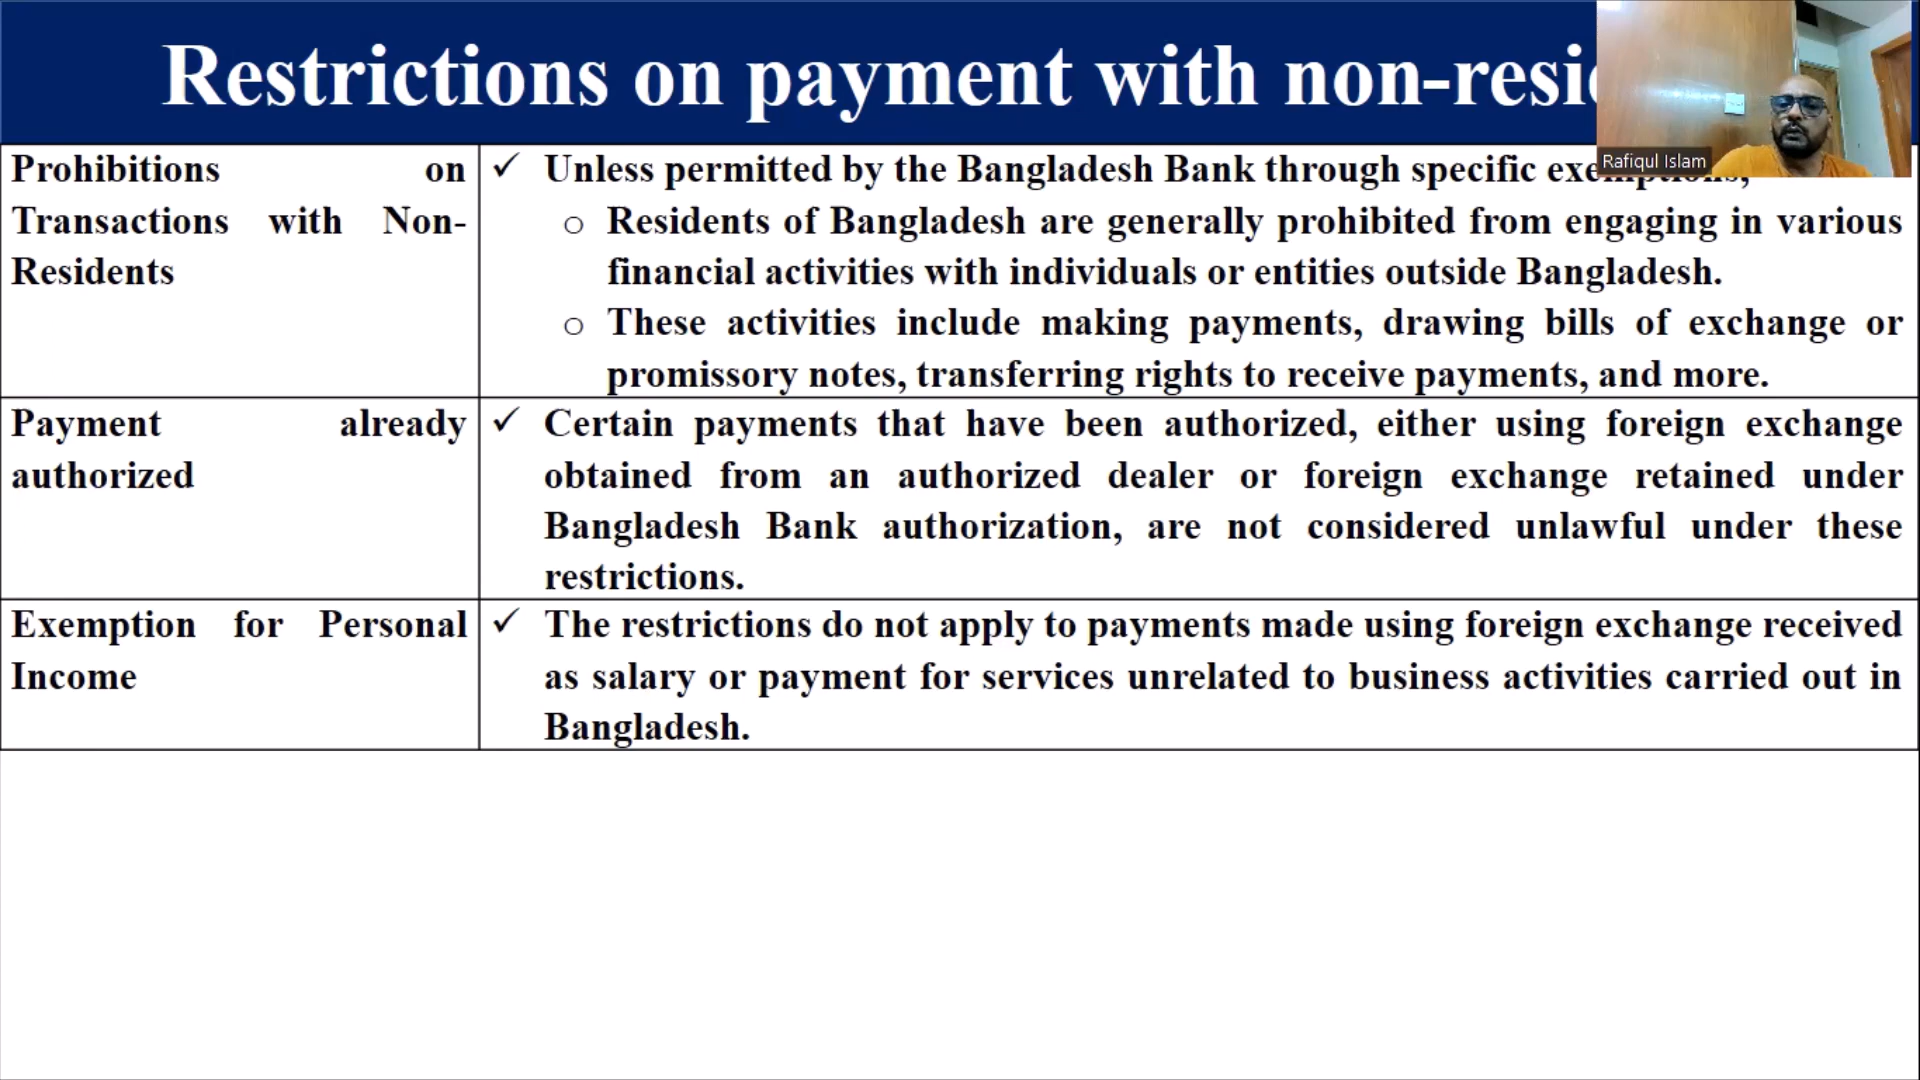 Restrictions on payment with non-resi
Rafiqul Islam
Prohibitions on
Transactions with Non-
Residents
✓ Unless permitted by the Bangladesh Bank through specific exemptions,
o Residents of Bangladesh are generally prohibited from engaging in various
financial activities with individuals or entities outside Bangladesh.
o These activities include making payments, drawing bills of exchange or
promissory notes, transferring rights to receive payments, and more.
Payment already
authorized
✓ Certain payments that have been authorized, either using foreign exchange
obtained from an authorized dealer or foreign exchange retained under
Bangladesh Bank authorization, are not considered unlawful under these
restrictions.
Exemption for Personal
Income
✓ The restrictions do not apply to payments made using foreign exchange received
as salary or payment for services unrelated to business activities carried out in
Bangladesh.